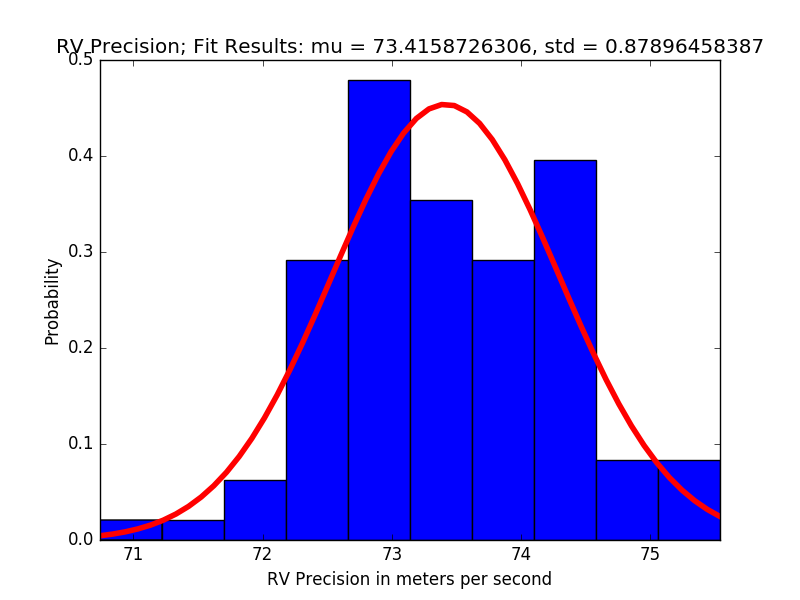 RV Precision; Fit Results: mu = 73.4158726306, std = 0.87896458387
0.5
0.4
0.3
0.2
0.1
0.0
Probability
71 72 73 74 75
RV Precision in meters per second